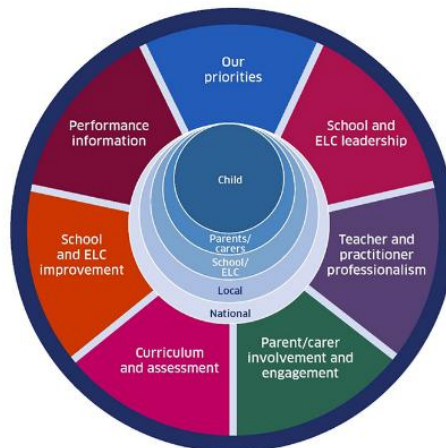 Our
priorities
School and
ELC leadership
Teacher and
practitioner
professionalism
Parent/carer
involvement and
engagement
Curriculum
and assessment
School
and ELC
improvement
Performance
information
Child
Parents/
carers
School/
ELC
Local
National